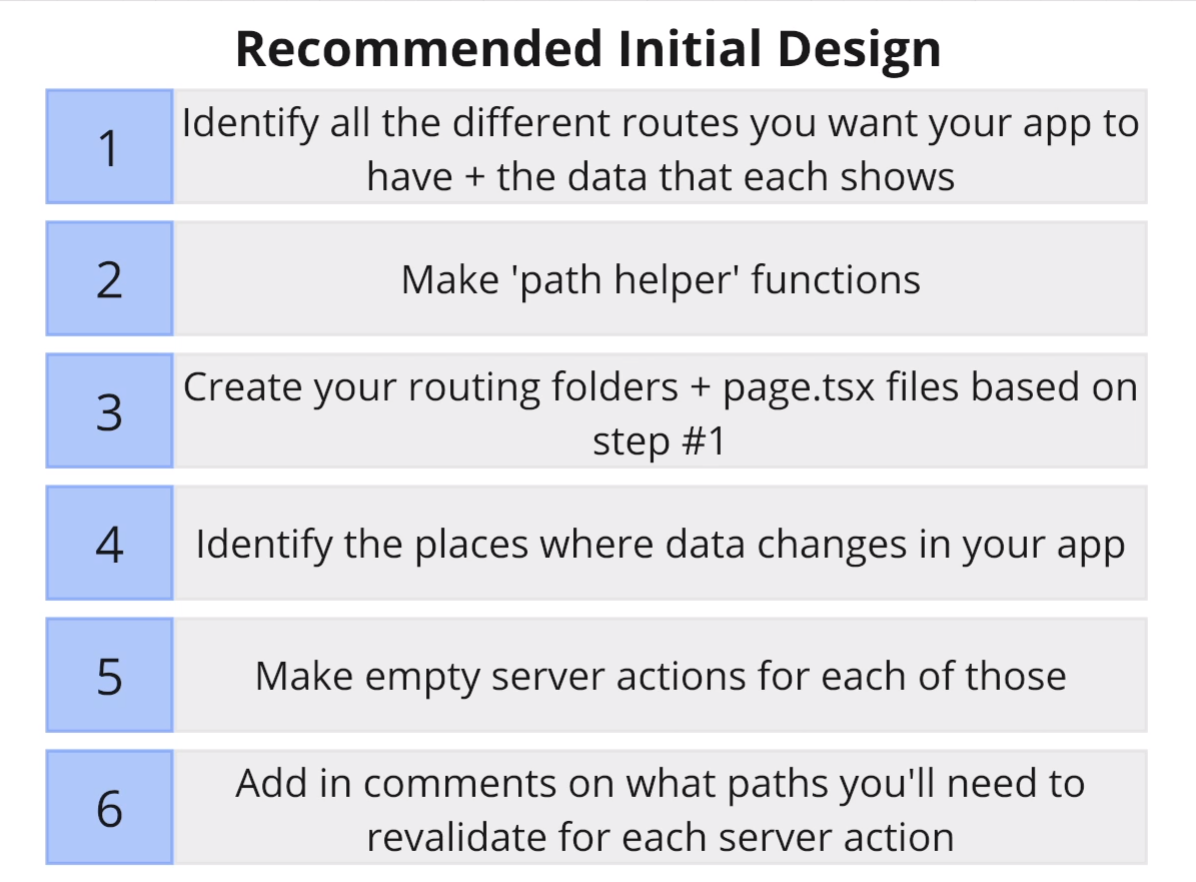 Recommended Initial Design
1
Identify all the different routes you want your app to
have + the data that each shows
2
Make 'path helper' functions
3
Create your routing folders + page.tsx files based on
step #1
4
Identify the places where data changes in your app
5
Make empty server actions for each of those
6
Add in comments on what paths you'll need to
revalidate for each server action